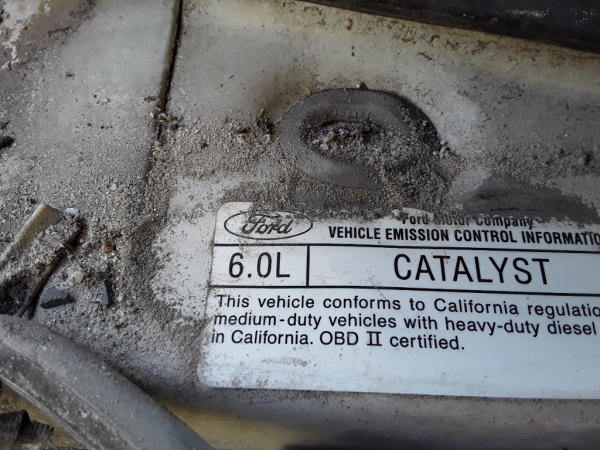 Ford
Ford Motor Company
VEHICLE EMISSION CONTROL INFORMATIO
6.0L CATALYST
This vehicle conforms to California regulatio
medium-duty vehicles with heavy-duty diesel
in California. OBD II certified.